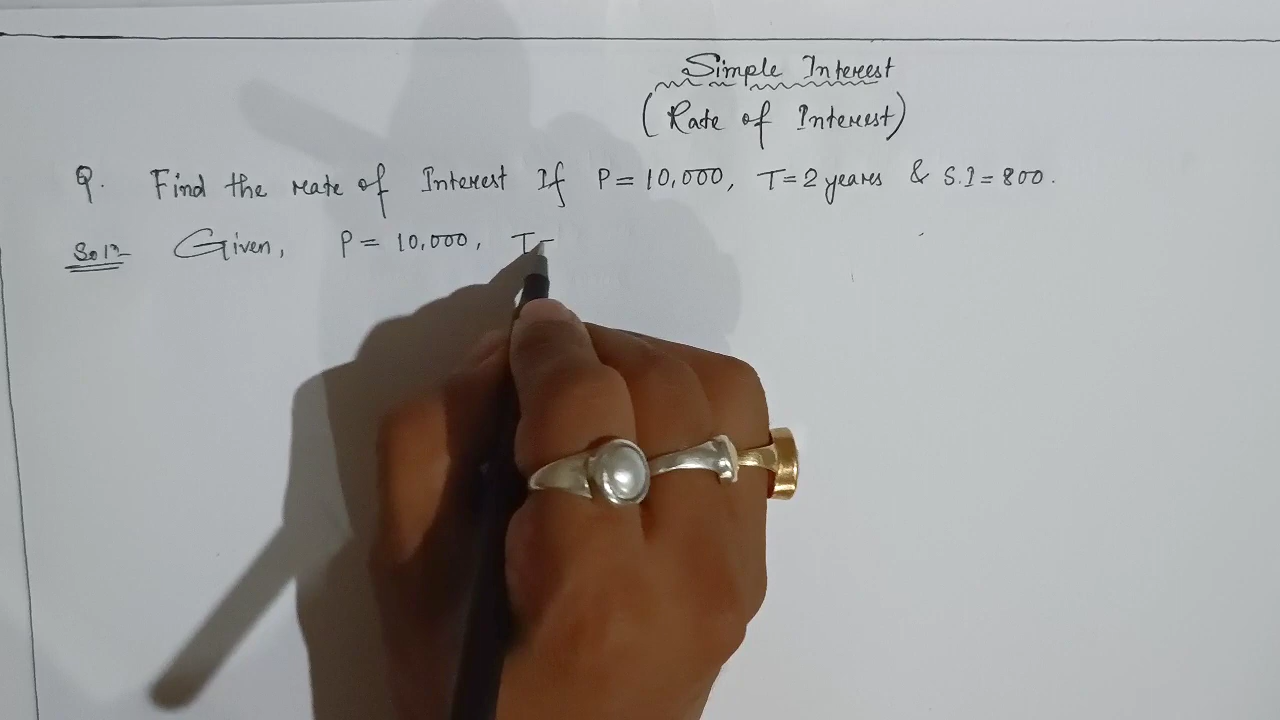 Simple Interest
(Rate of Interest)
Q. Find the rate of Interest If P = 10,000, T = 2 years & S.I = 800.
Soln Given, P = 10,000, T -